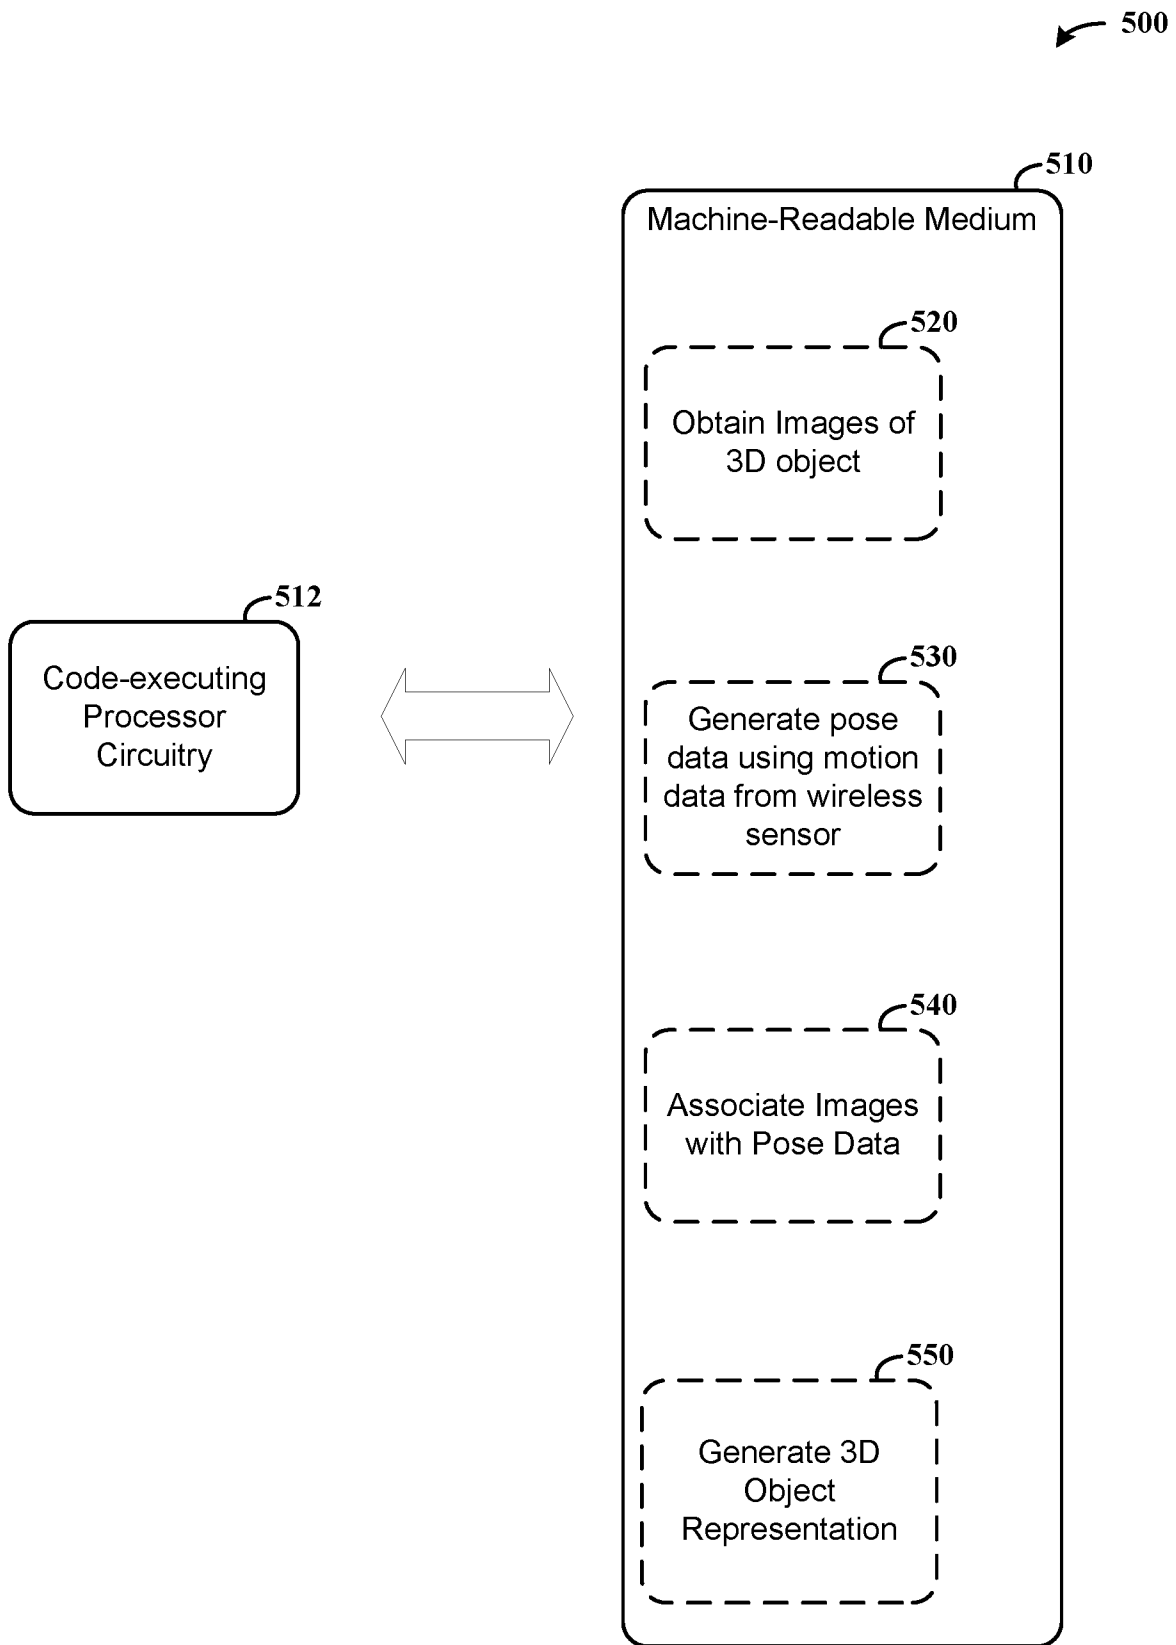 500
510
Machine-Readable Medium
520
Obtain Images of
3D object
512
Code-executing
Processor
Circuitry
530
Generate pose
data using motion
data from wireless
sensor
540
Associate Images
with Pose Data
550
Generate 3D
Object
Representation